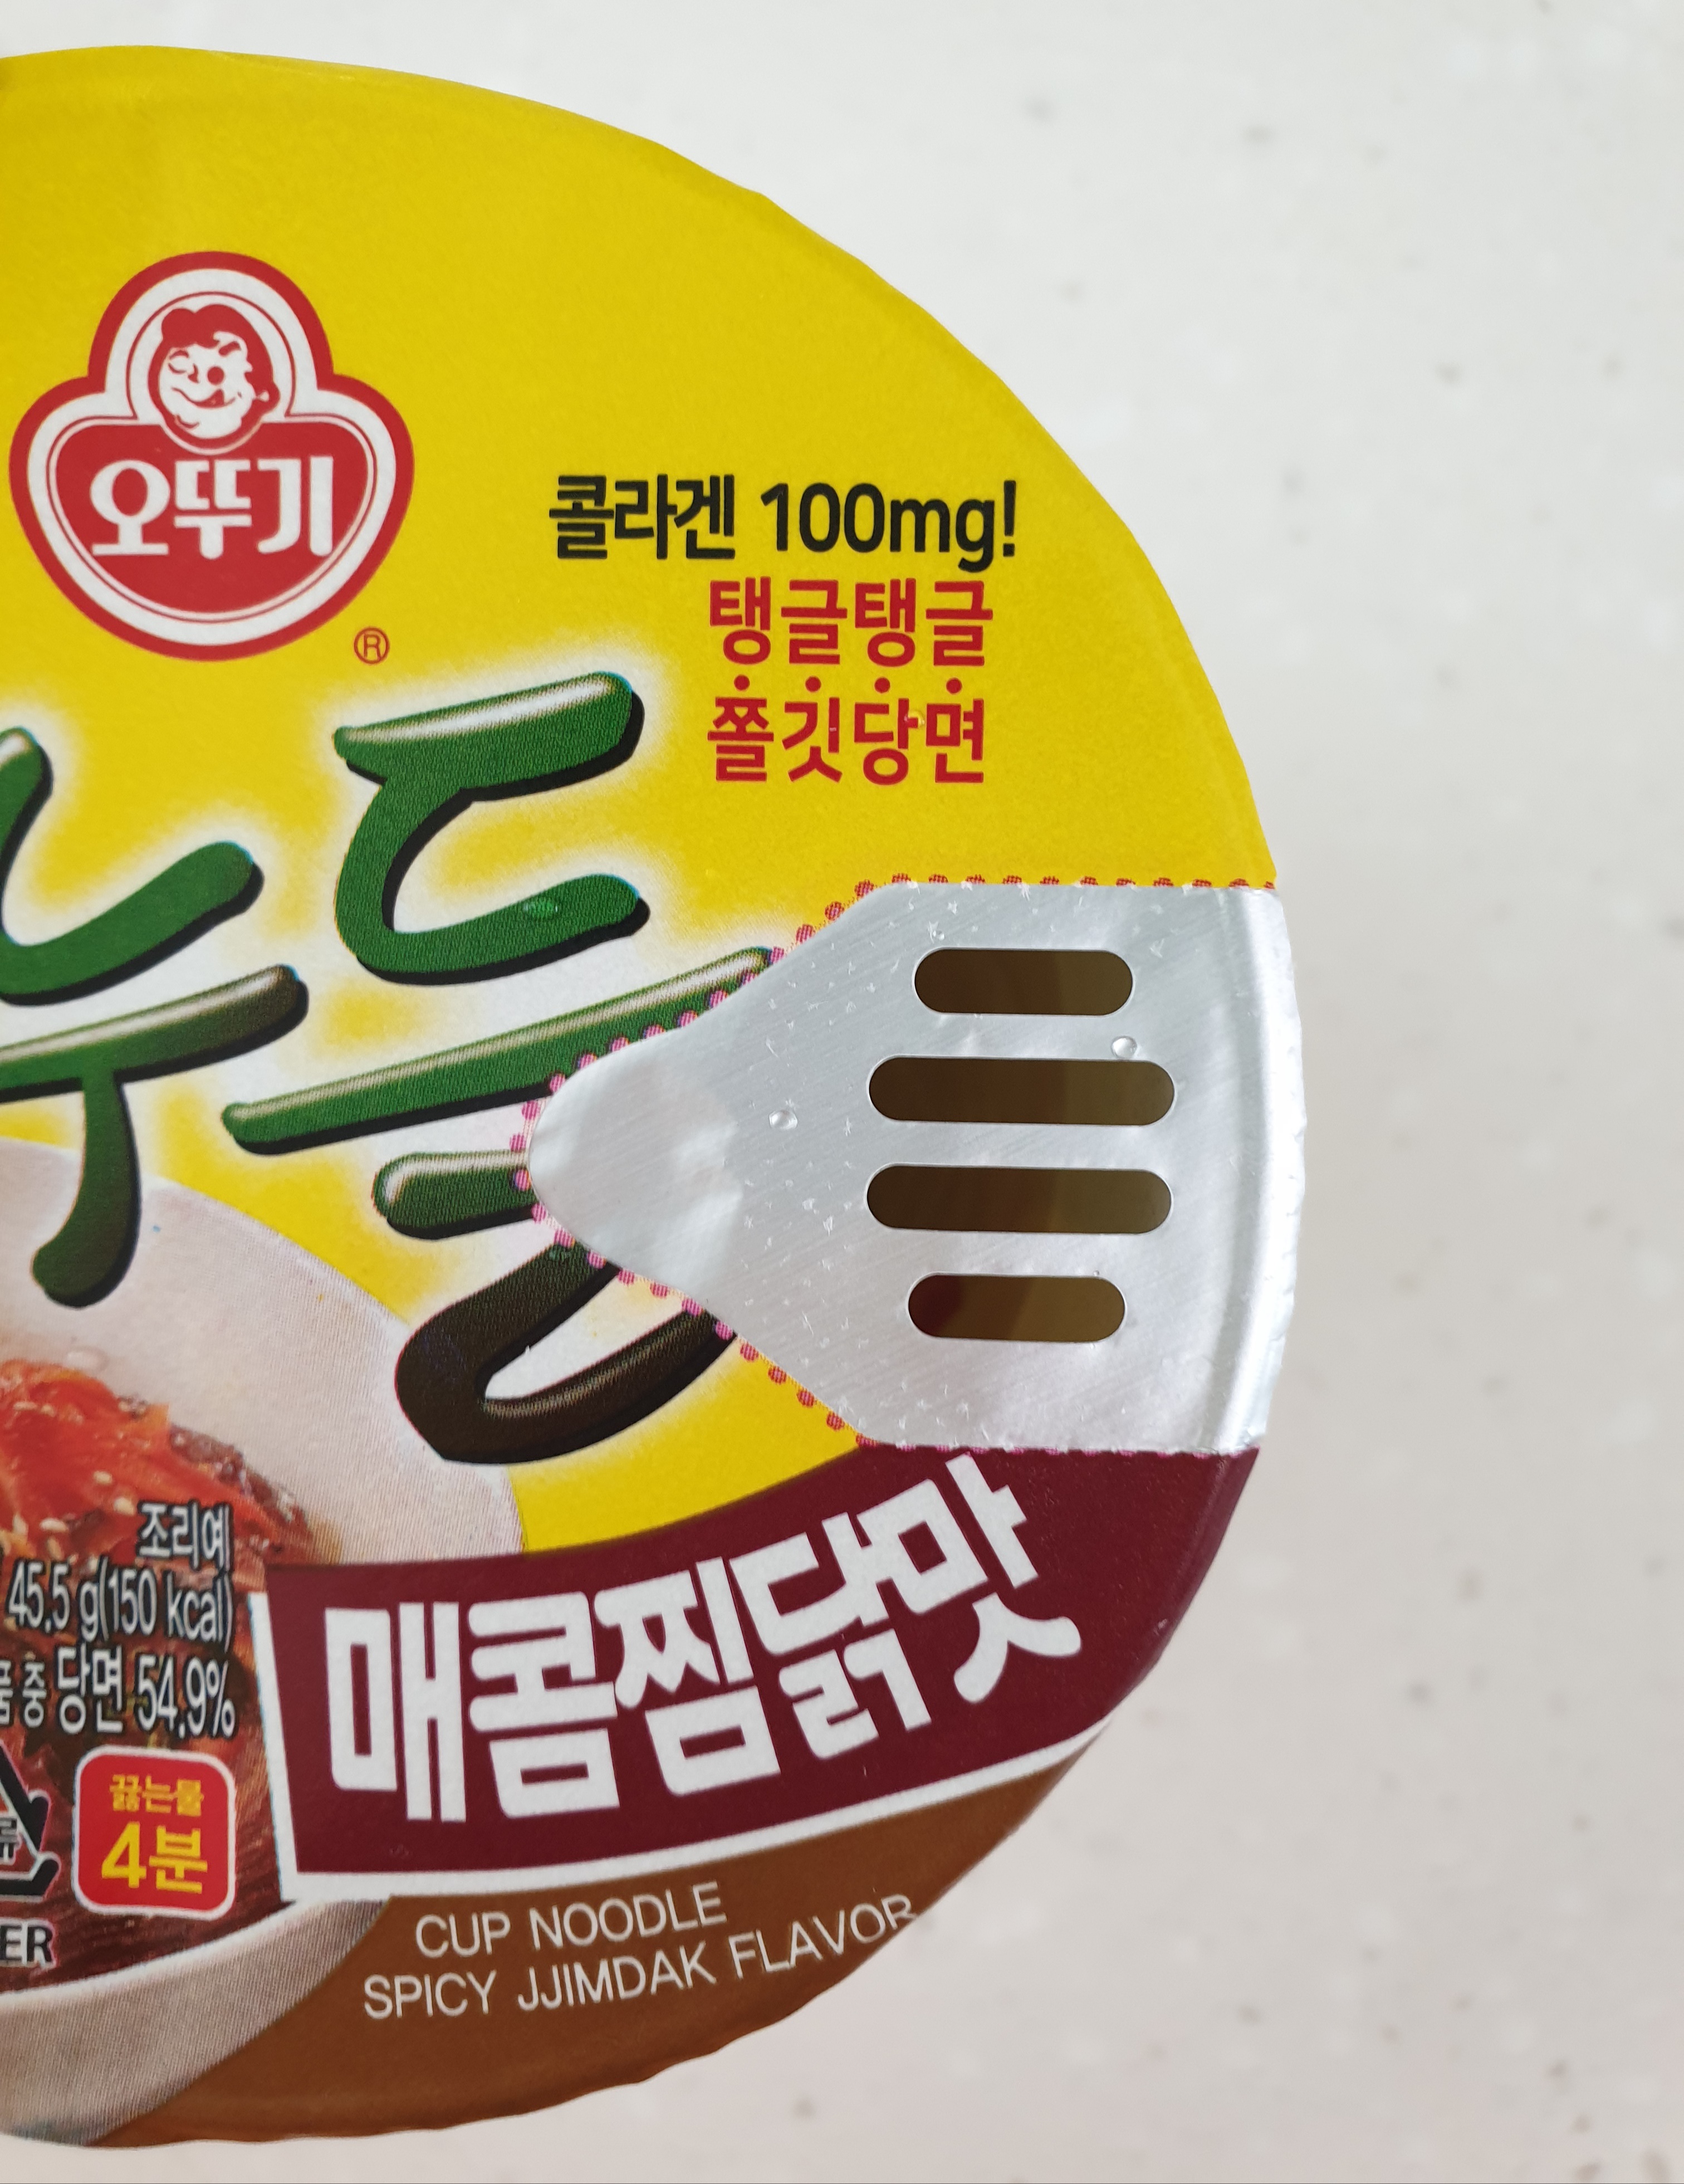 오뚜기
®
콜라겐 100mg!
탱글탱글
쫄깃당면
누들
조리예
45.5 g(150 kcal)
중 당면 54.9%
끓는물
4분
매콤찜닭맛
CUP NOODLE
SPICY JJIMDAK FLAVOR